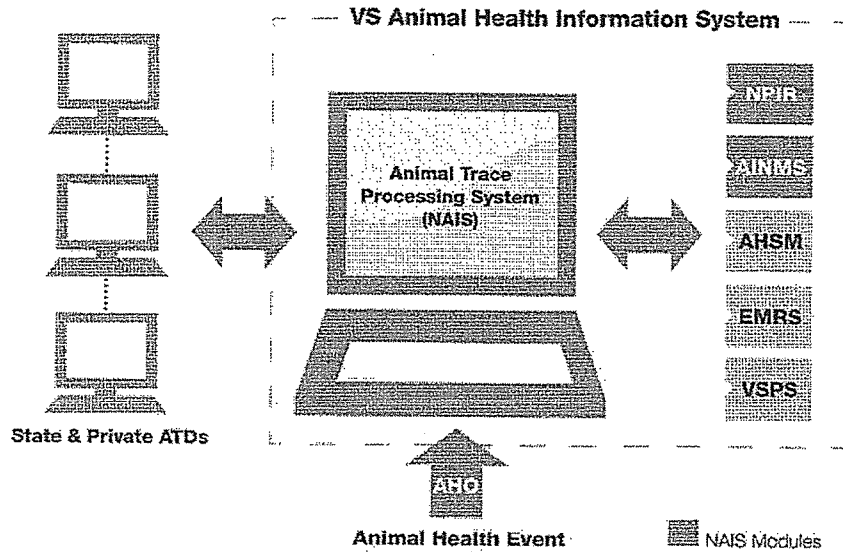 VS Animal Health Information System
Animal Trace
Processing System
(NAIS)
NPIR
AINMS
AHSM
EMRS
VSPS
State & Private ATDs
AHO
Animal Health Event
NAIS Modules